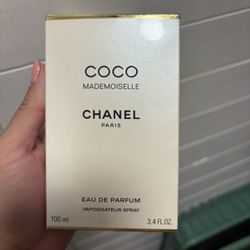 COCO
MADEMOISELLE
CHANEL
PARIS
EAU DE PARFUM
VAPORISATEUR SPRAY
100 ml
3.4 FL.OZ.